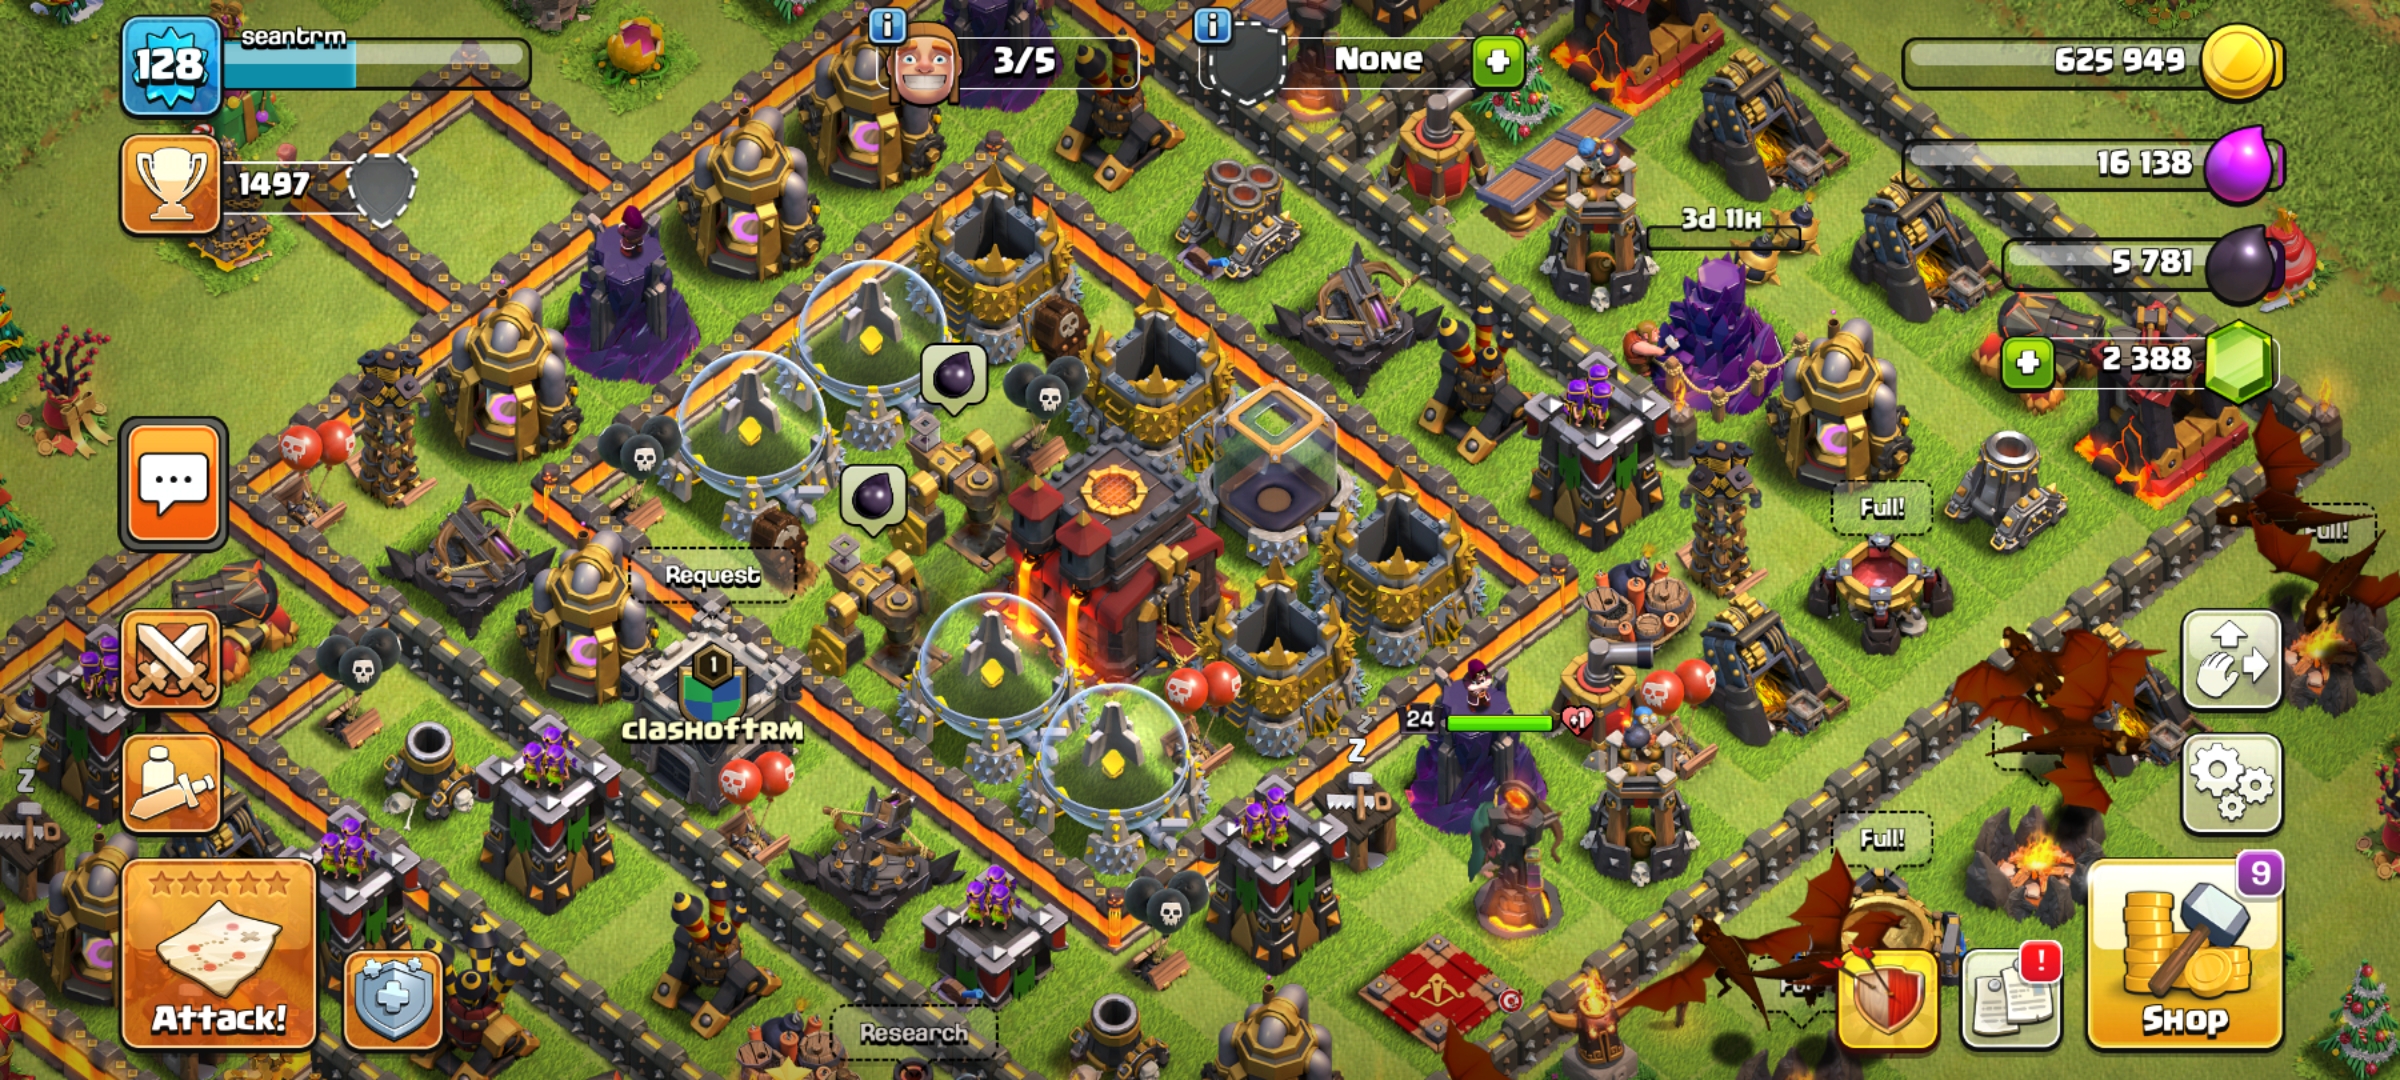 seantrm
128
i
3/5
i
None
625 949
1497
16 138
3d 11H
5 781
2 388
Full!
Request
1
clashoftrm
24
+1
Z
Z
Full!
9
Attack!
Research
!
Shop